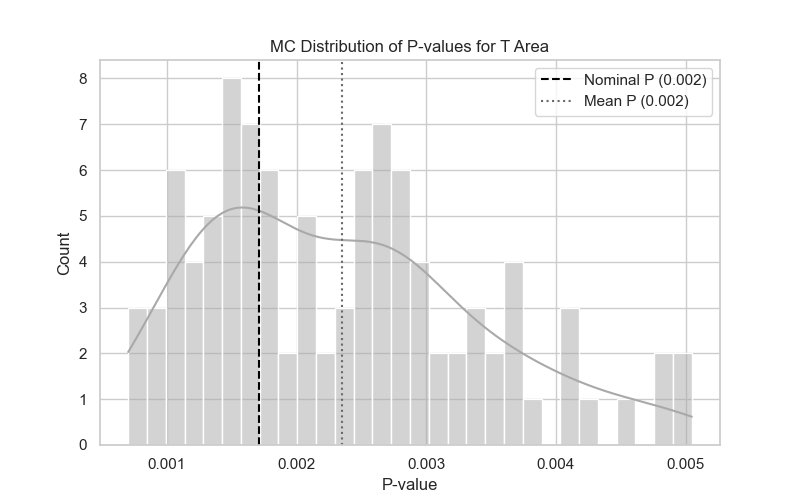 MC Distribution of P-values for T Area
Nominal P (0.002)
Mean P (0.002)
8
7
6
5
4
3
2
1
0
Count
0.001 0.002 0.003 0.004 0.005
P-value